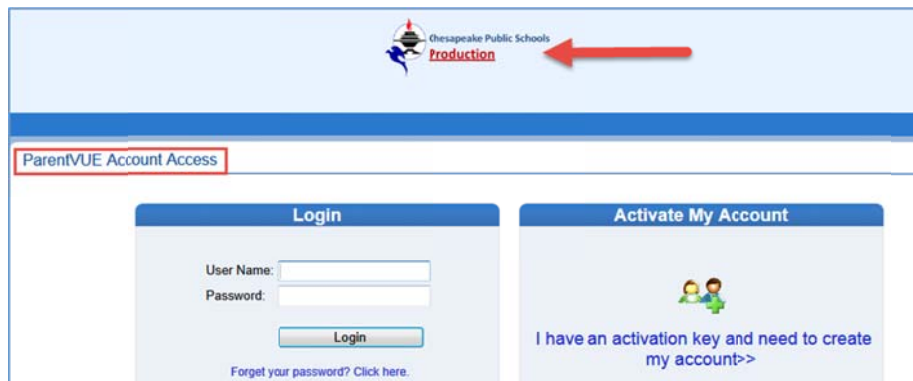 Chesapeake Public Schools
Production
ParentVUE Account Access
Login
User Name:
Password:
Login
Forget your password? Click here.
Activate My Account
I have an activation key and need to create
my account>>